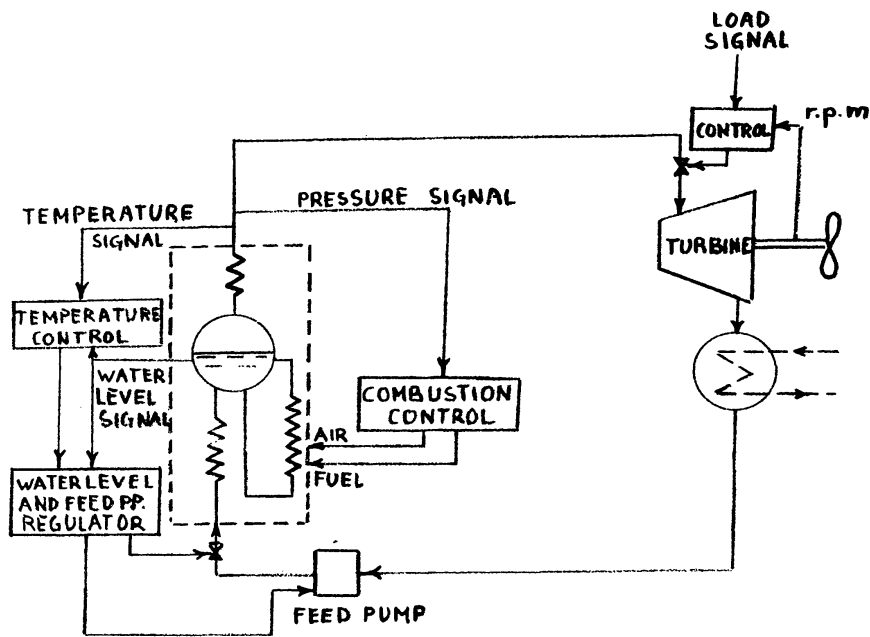 LOAD
SIGNAL
r.p.m
CONTROL
PRESSURE SIGNAL
TEMPERATURE
SIGNAL
TURBINE
TEMPERATURE
CONTROL
WATER
LEVEL
SIGNAL
COMBUSTION
CONTROL
AIR
FUEL
WATER LEVEL
AND FEED PP.
REGULATOR
FEED PUMP